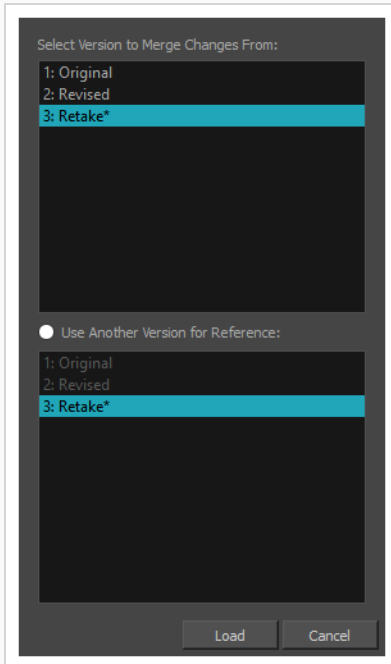 Select Version to Merge Changes From:
1: Original
2: Revised
3: Retake*
Use Another Version for Reference:
1: Original
2: Revised
3: Retake*
Load Cancel